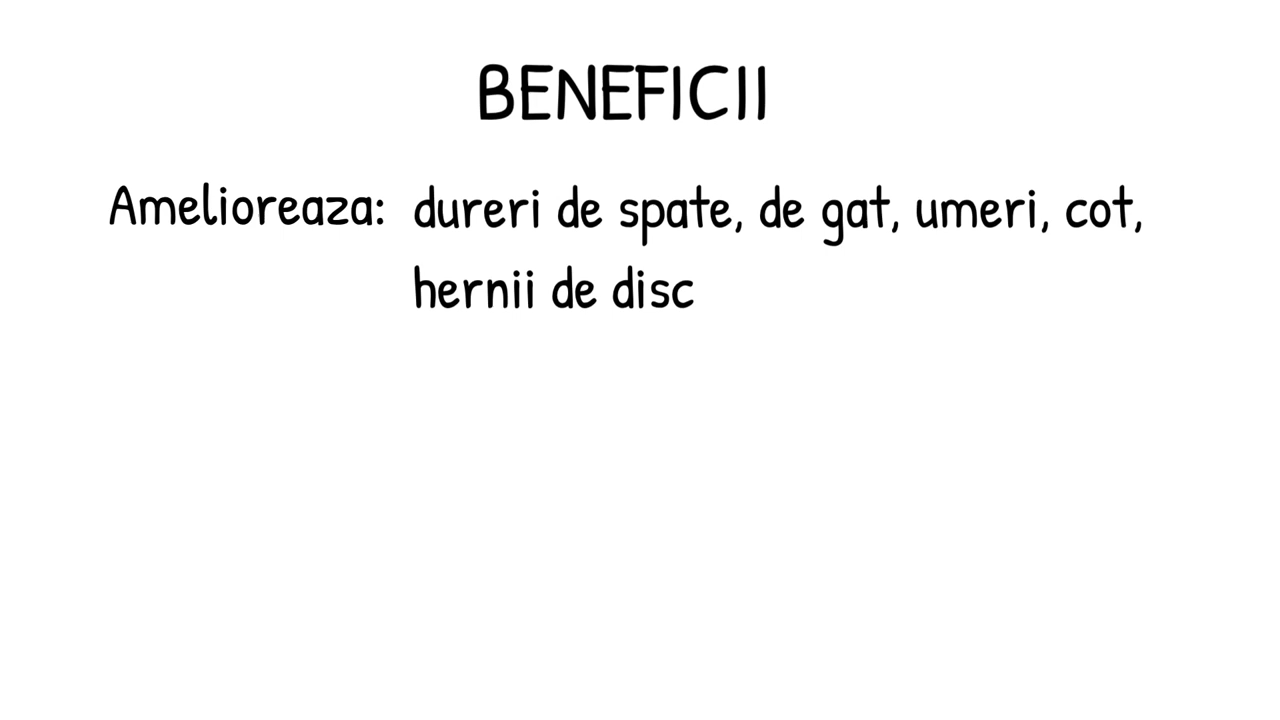 BENEFICII
Amelioreaza: dureri de spate, de gat, umeri, cot,
hernii de disc